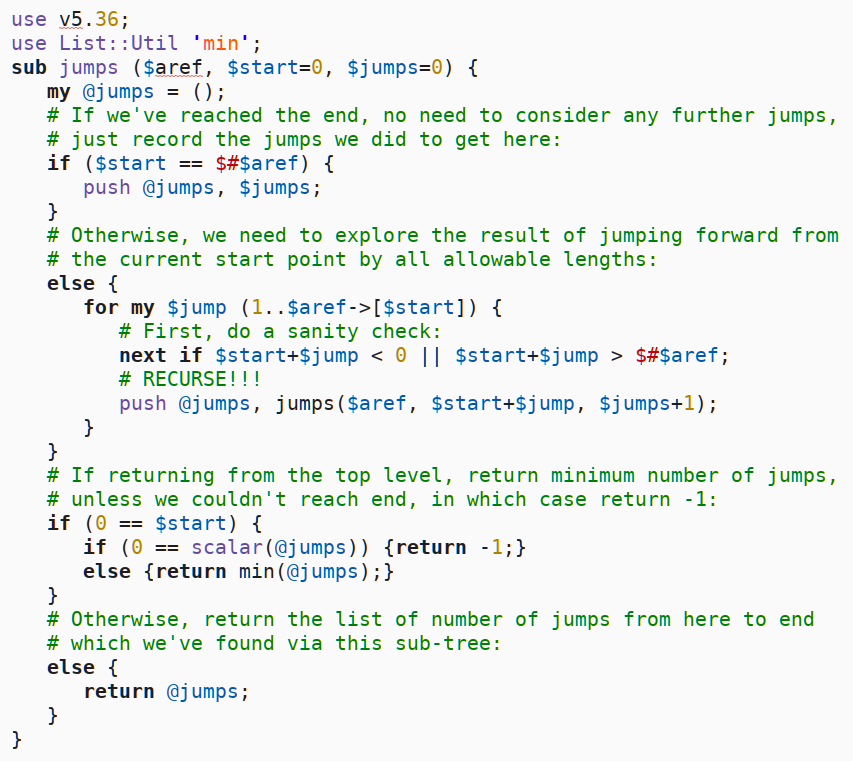 use v5.36;
use List::Util 'min';
sub jumps ($aref, $start=0, $jumps=0) {
   my @jumps = ();
   # If we've reached the end, no need to consider any further jumps,
   # just record the jumps we did to get here:
   if ($start == $#$aref) {
      push @jumps, $jumps;
   }
   # Otherwise, we need to explore the result of jumping forward from
   # the current start point by all allowable lengths:
   else {
      for my $jump (1..$aref->[$start]) {
         # First, do a sanity check:
         next if $start+$jump < 0 || $start+$jump > $#$aref;
         # RECURSE!!!
         push @jumps, jumps($aref, $start+$jump, $jumps+1);
      }
   }
   # If returning from the top level, return minimum number of jumps,
   # unless we couldn't reach end, in which case return -1:
   if (0 == $start) {
      if (0 == scalar(@jumps)) {return -1;}
      else {return min(@jumps);}
   }
   # Otherwise, return the list of number of jumps from here to end
   # which we've found via this sub-tree:
   else {
      return @jumps;
   }
}